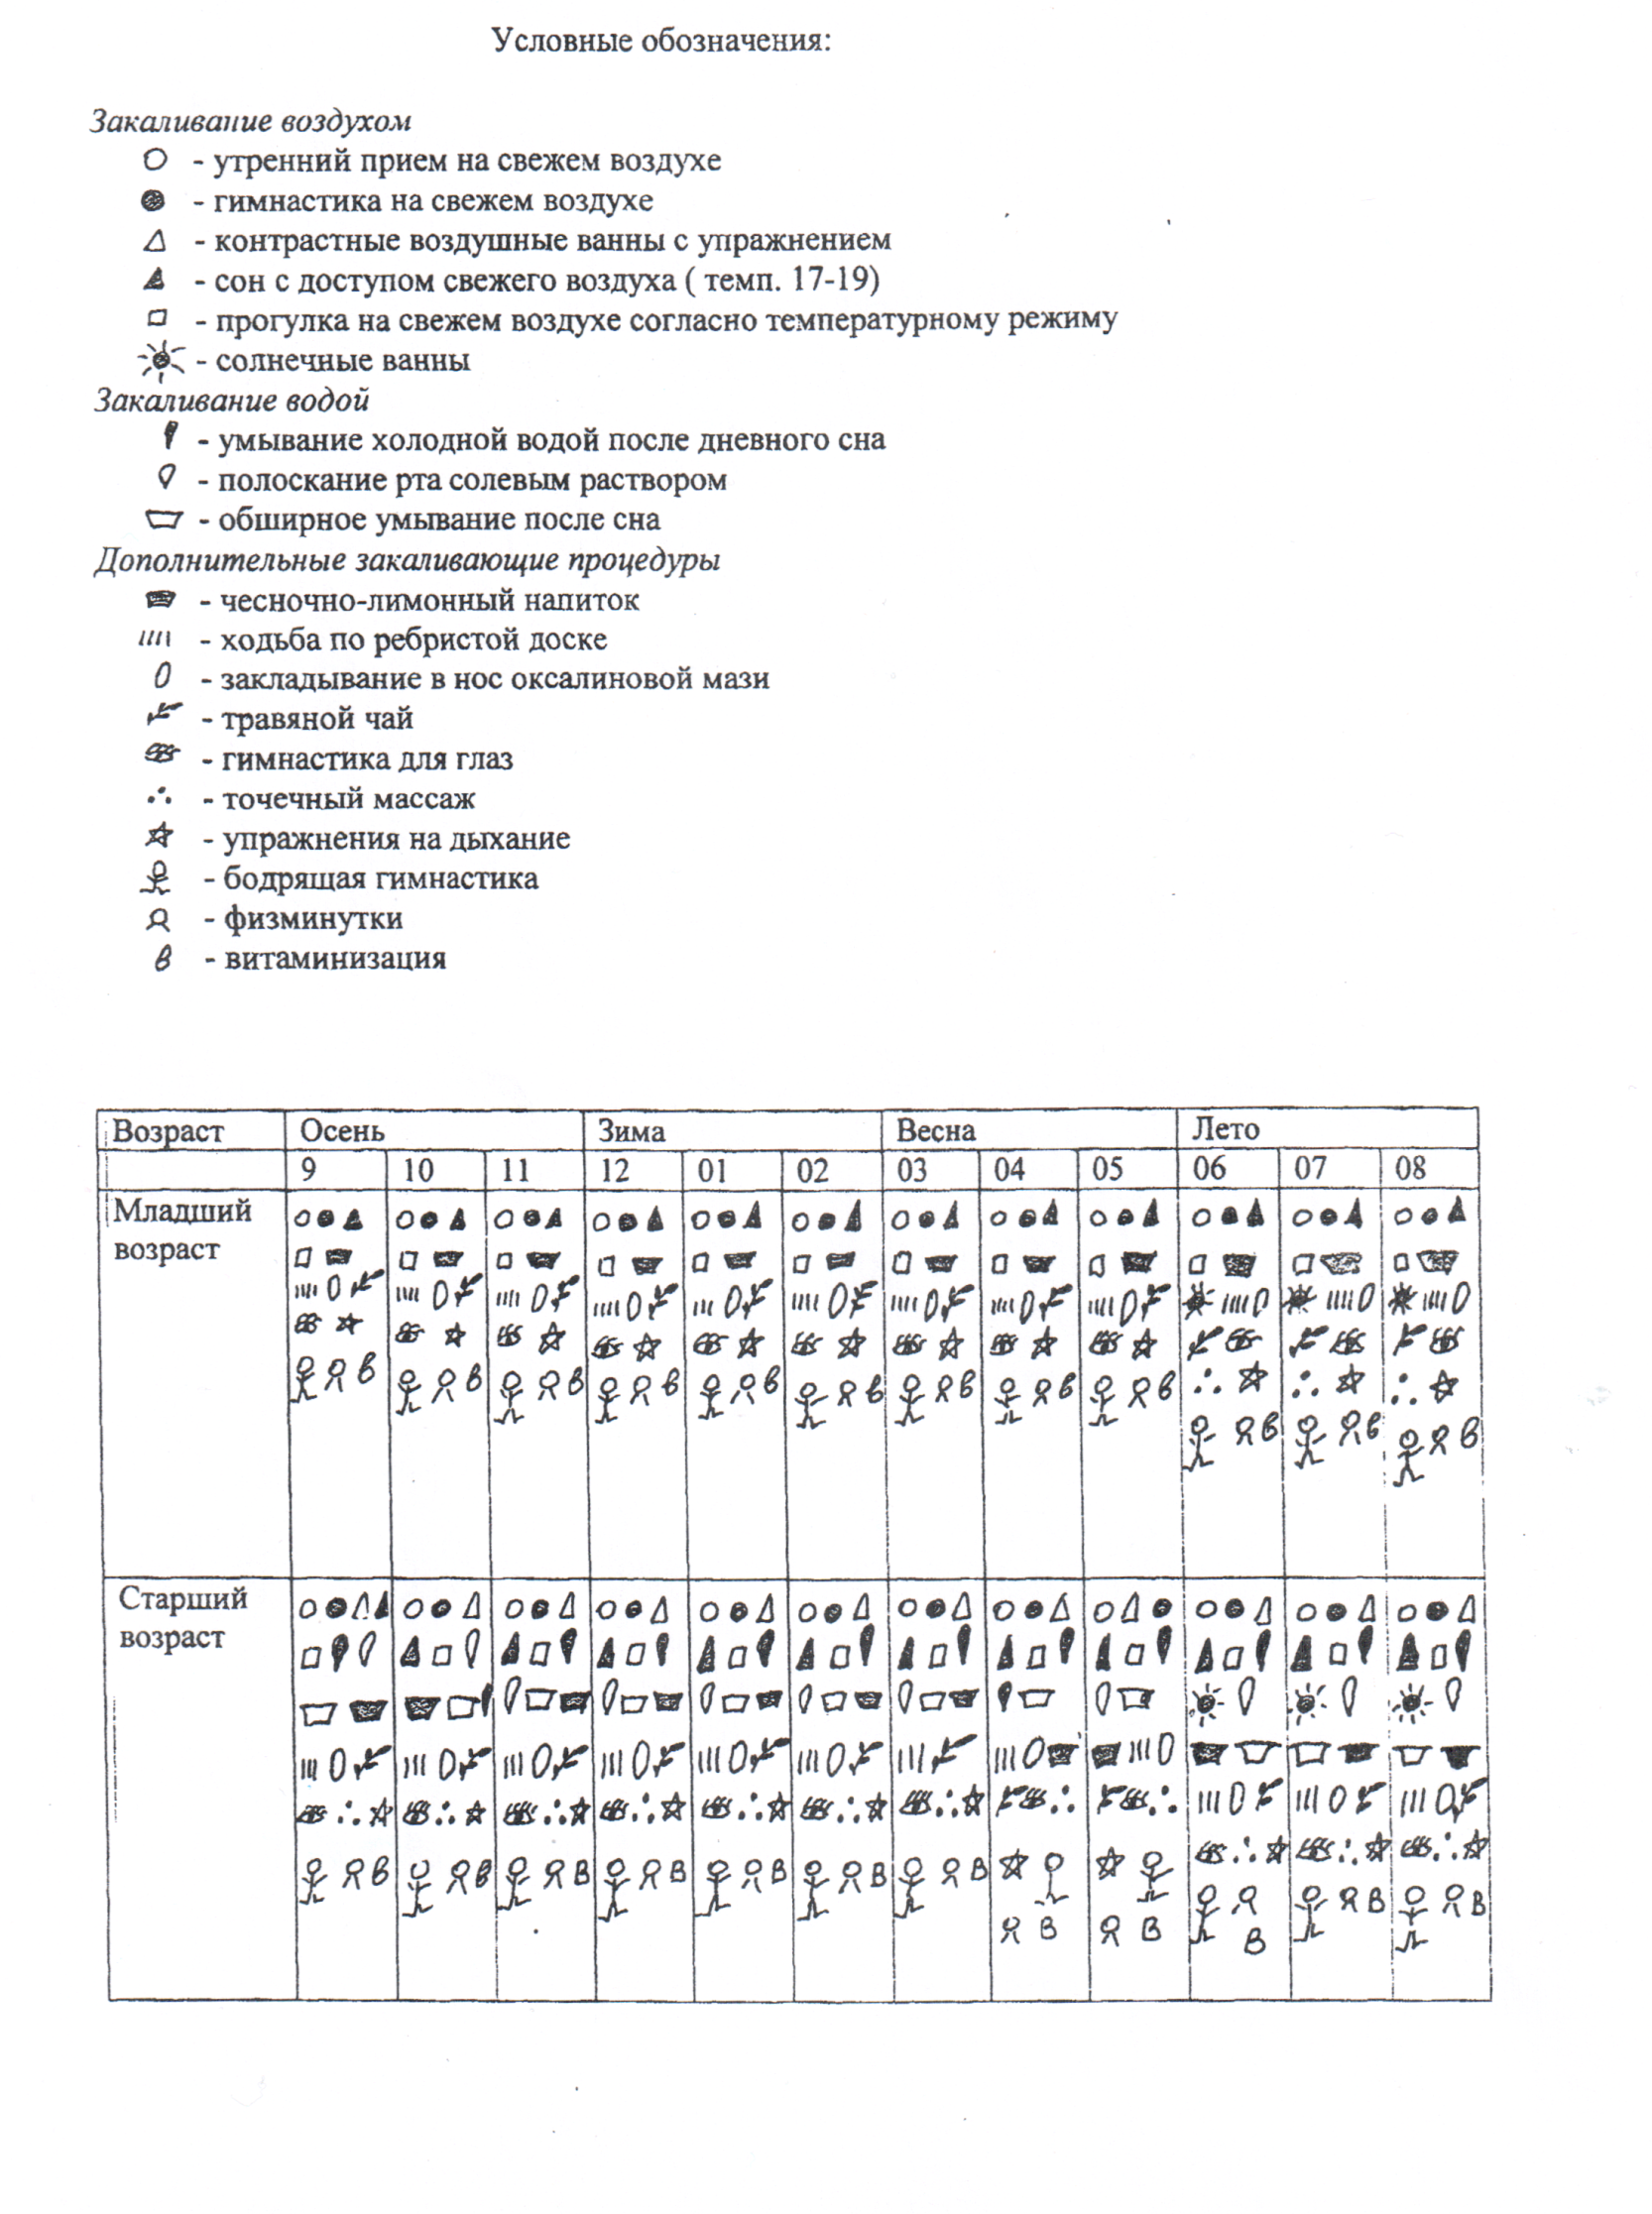 Условные обозначения:
Закаливание воздухом
- утренний прием на свежем воздухе
- гимнастика на свежем воздухе
- контрастные воздушные ванны с упражнением
- сон с доступом свежего воздуха ( темп. 17-19)
- прогулка на свежем воздухе согласно температурному режиму
- солнечные ванны
Закаливание водой
- умывание холодной водой после дневного сна
- полоскание рта солевым раствором
- обширное умывание после сна
Дополнительные закаливающие процедуры
- чесночно-лимонный напиток
- ходьба по ребристой доске
- закладывание в нос оксалиновой мази
- травяной чай
- гимнастика для глаз
- точечный массаж
- упражнения на дыхание
- бодрящая гимнастика
- физминутки
в - витаминизация
Возраст Осень Зима Весна Лето
9 10 11 12 01 02 03 04 05 06 07 08
Младший
возраст
в в в в в в в в в в в в
Старший
возраст
в в В В В В В В В В В В